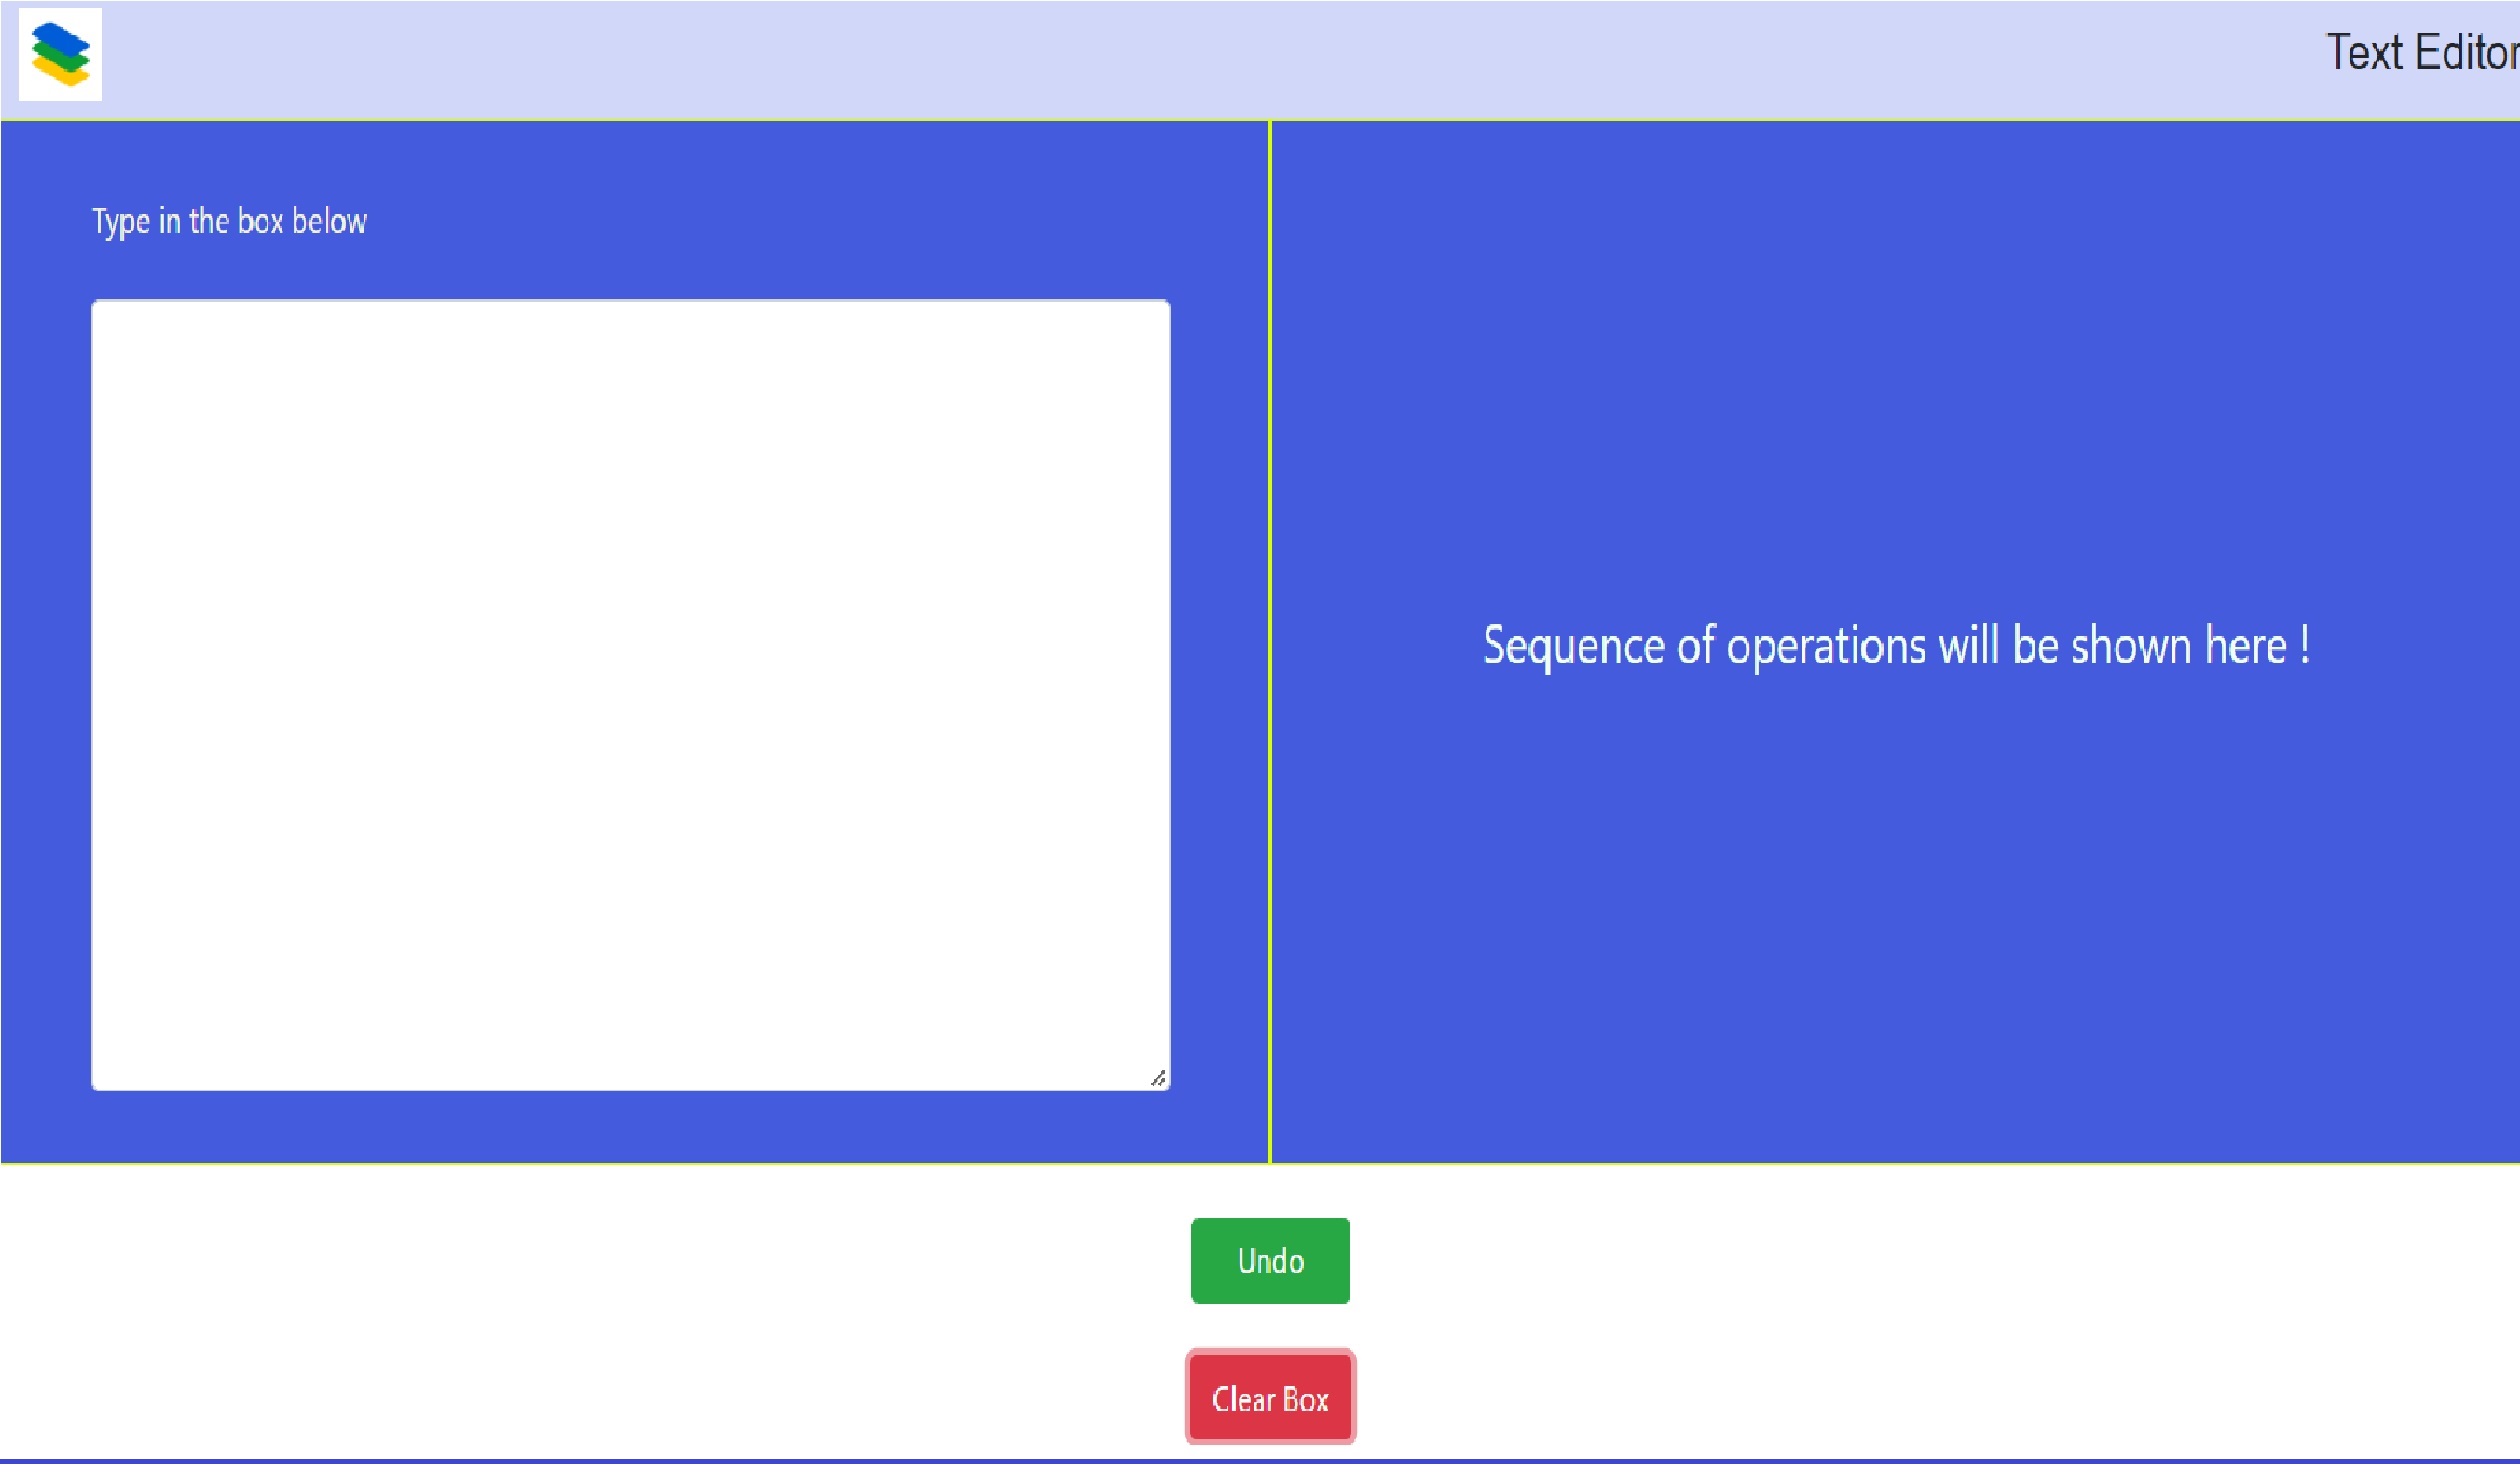 Text Editor
Type in the box below
Sequence of operations will be shown here !
Undo
Clear Box